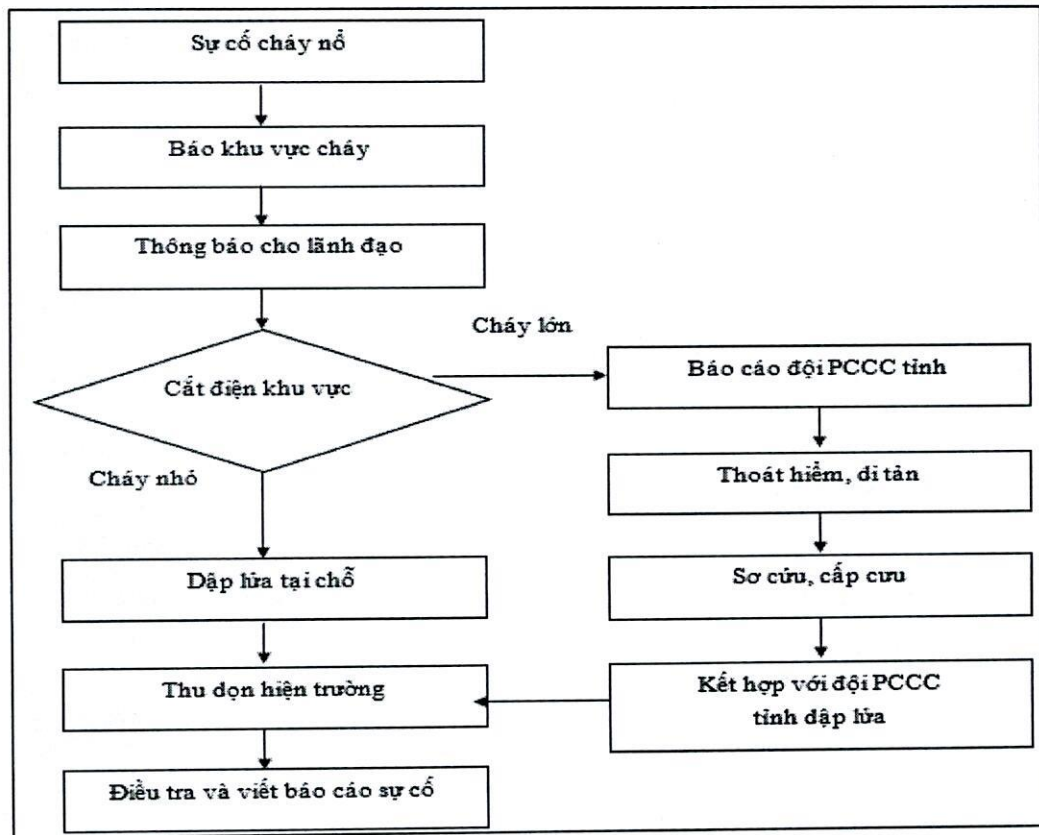 Sự cố cháy nổ
Báo khu vực cháy
Thông báo cho lãnh đạo
Cháy lớn
Cắt điện khu vực
Báo cáo đội PCCC tỉnh
Cháy nhỏ
Thoát hiểm, di tản
Dập lửa tại chỗ
Sơ cứu, cấp cưu
Thu dọn hiện trường
Kết hợp với đội PCCC
tỉnh dập lửa
Điều tra và viết báo cáo sự cố